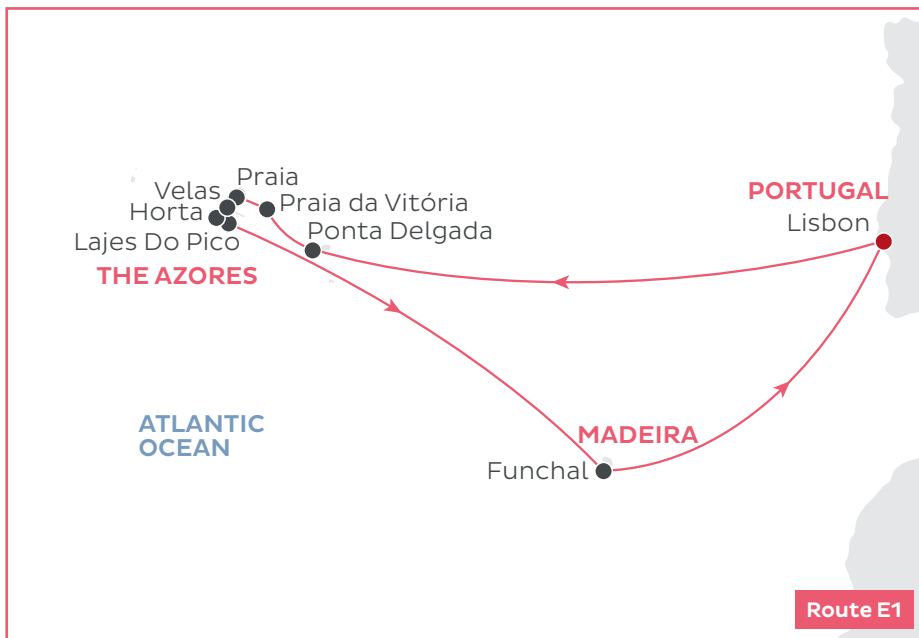 Praia
Velas
Praia da Vitória
Horta
Ponta Delgada
Lajes Do Pico
THE AZORES
PORTUGAL
Lisbon
ATLANTIC
OCEAN
MADEIRA
Funchal
Route E1